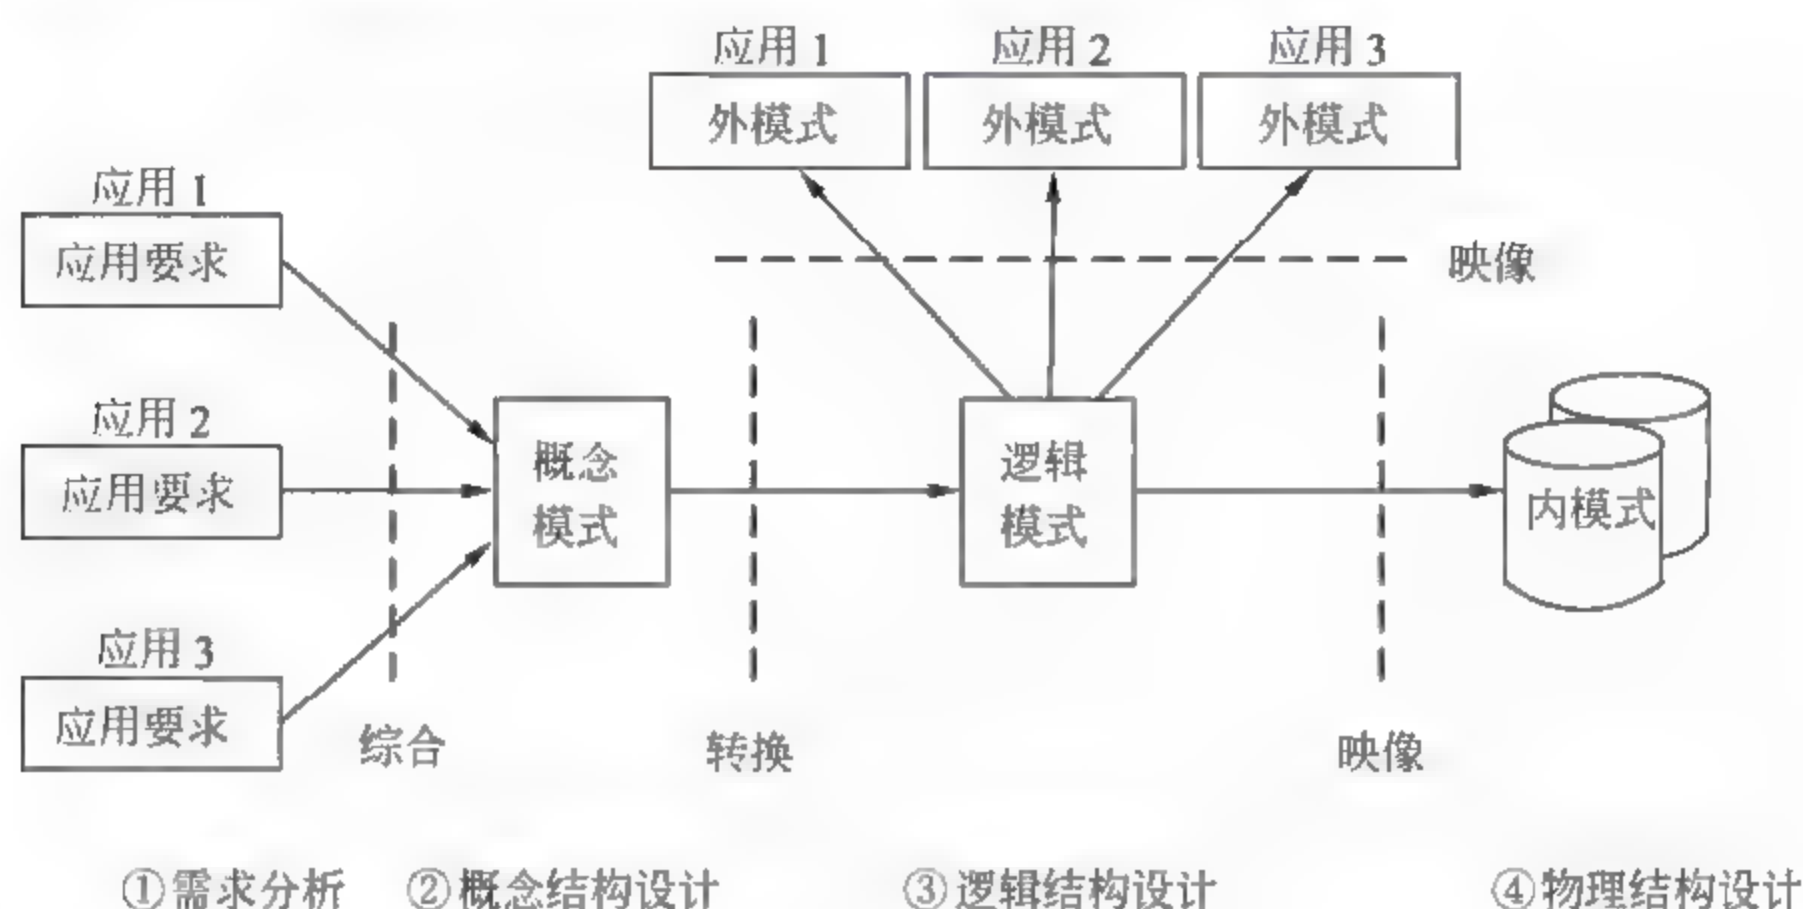 应用1
应用2
应用3
外模式
外模式
外模式
映像
应用1
应用要求
应用2
应用要求
应用3
应用要求
概念
模式
逻辑
模式
内模式
综合
转换
映像
①需求分析
②概念结构设计
③逻辑结构设计
④物理结构设计